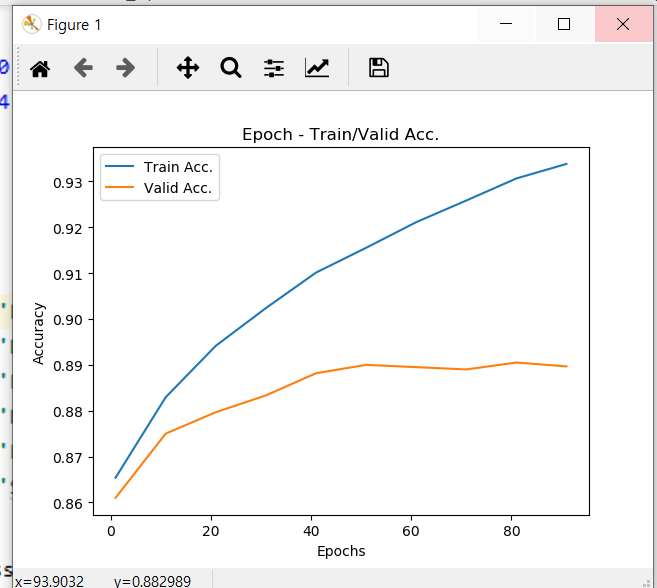 Figure 1
Epoch - Train/Valid Acc.
Train Acc.
Valid Acc.
0.93
0.92
0.91
0.90
0.89
0.88
0.87
0.86
Accuracy
0
20
40
60
80
Epochs
x=93.9032 y=0.882989